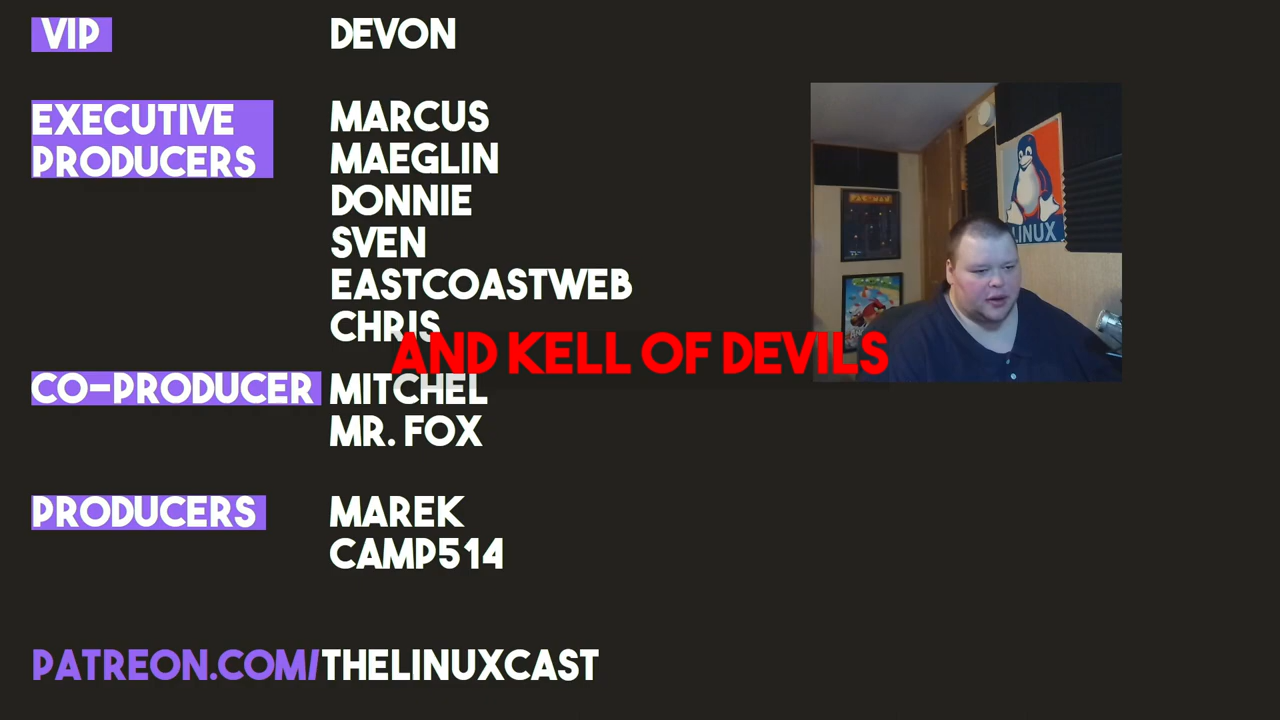 VIP DEVON
EXECUTIVE PRODUCERS
MARCUS
MAEGLIN
DONNIE
SVEN
EASTCOASTWEB
CHRIS
AND KELL OF DEVILS
CO-PRODUCER MITCHEL
MR. FOX
PRODUCERS MAREK
CAMP514
PATREON.COM/THELINUXCAST
LINUX